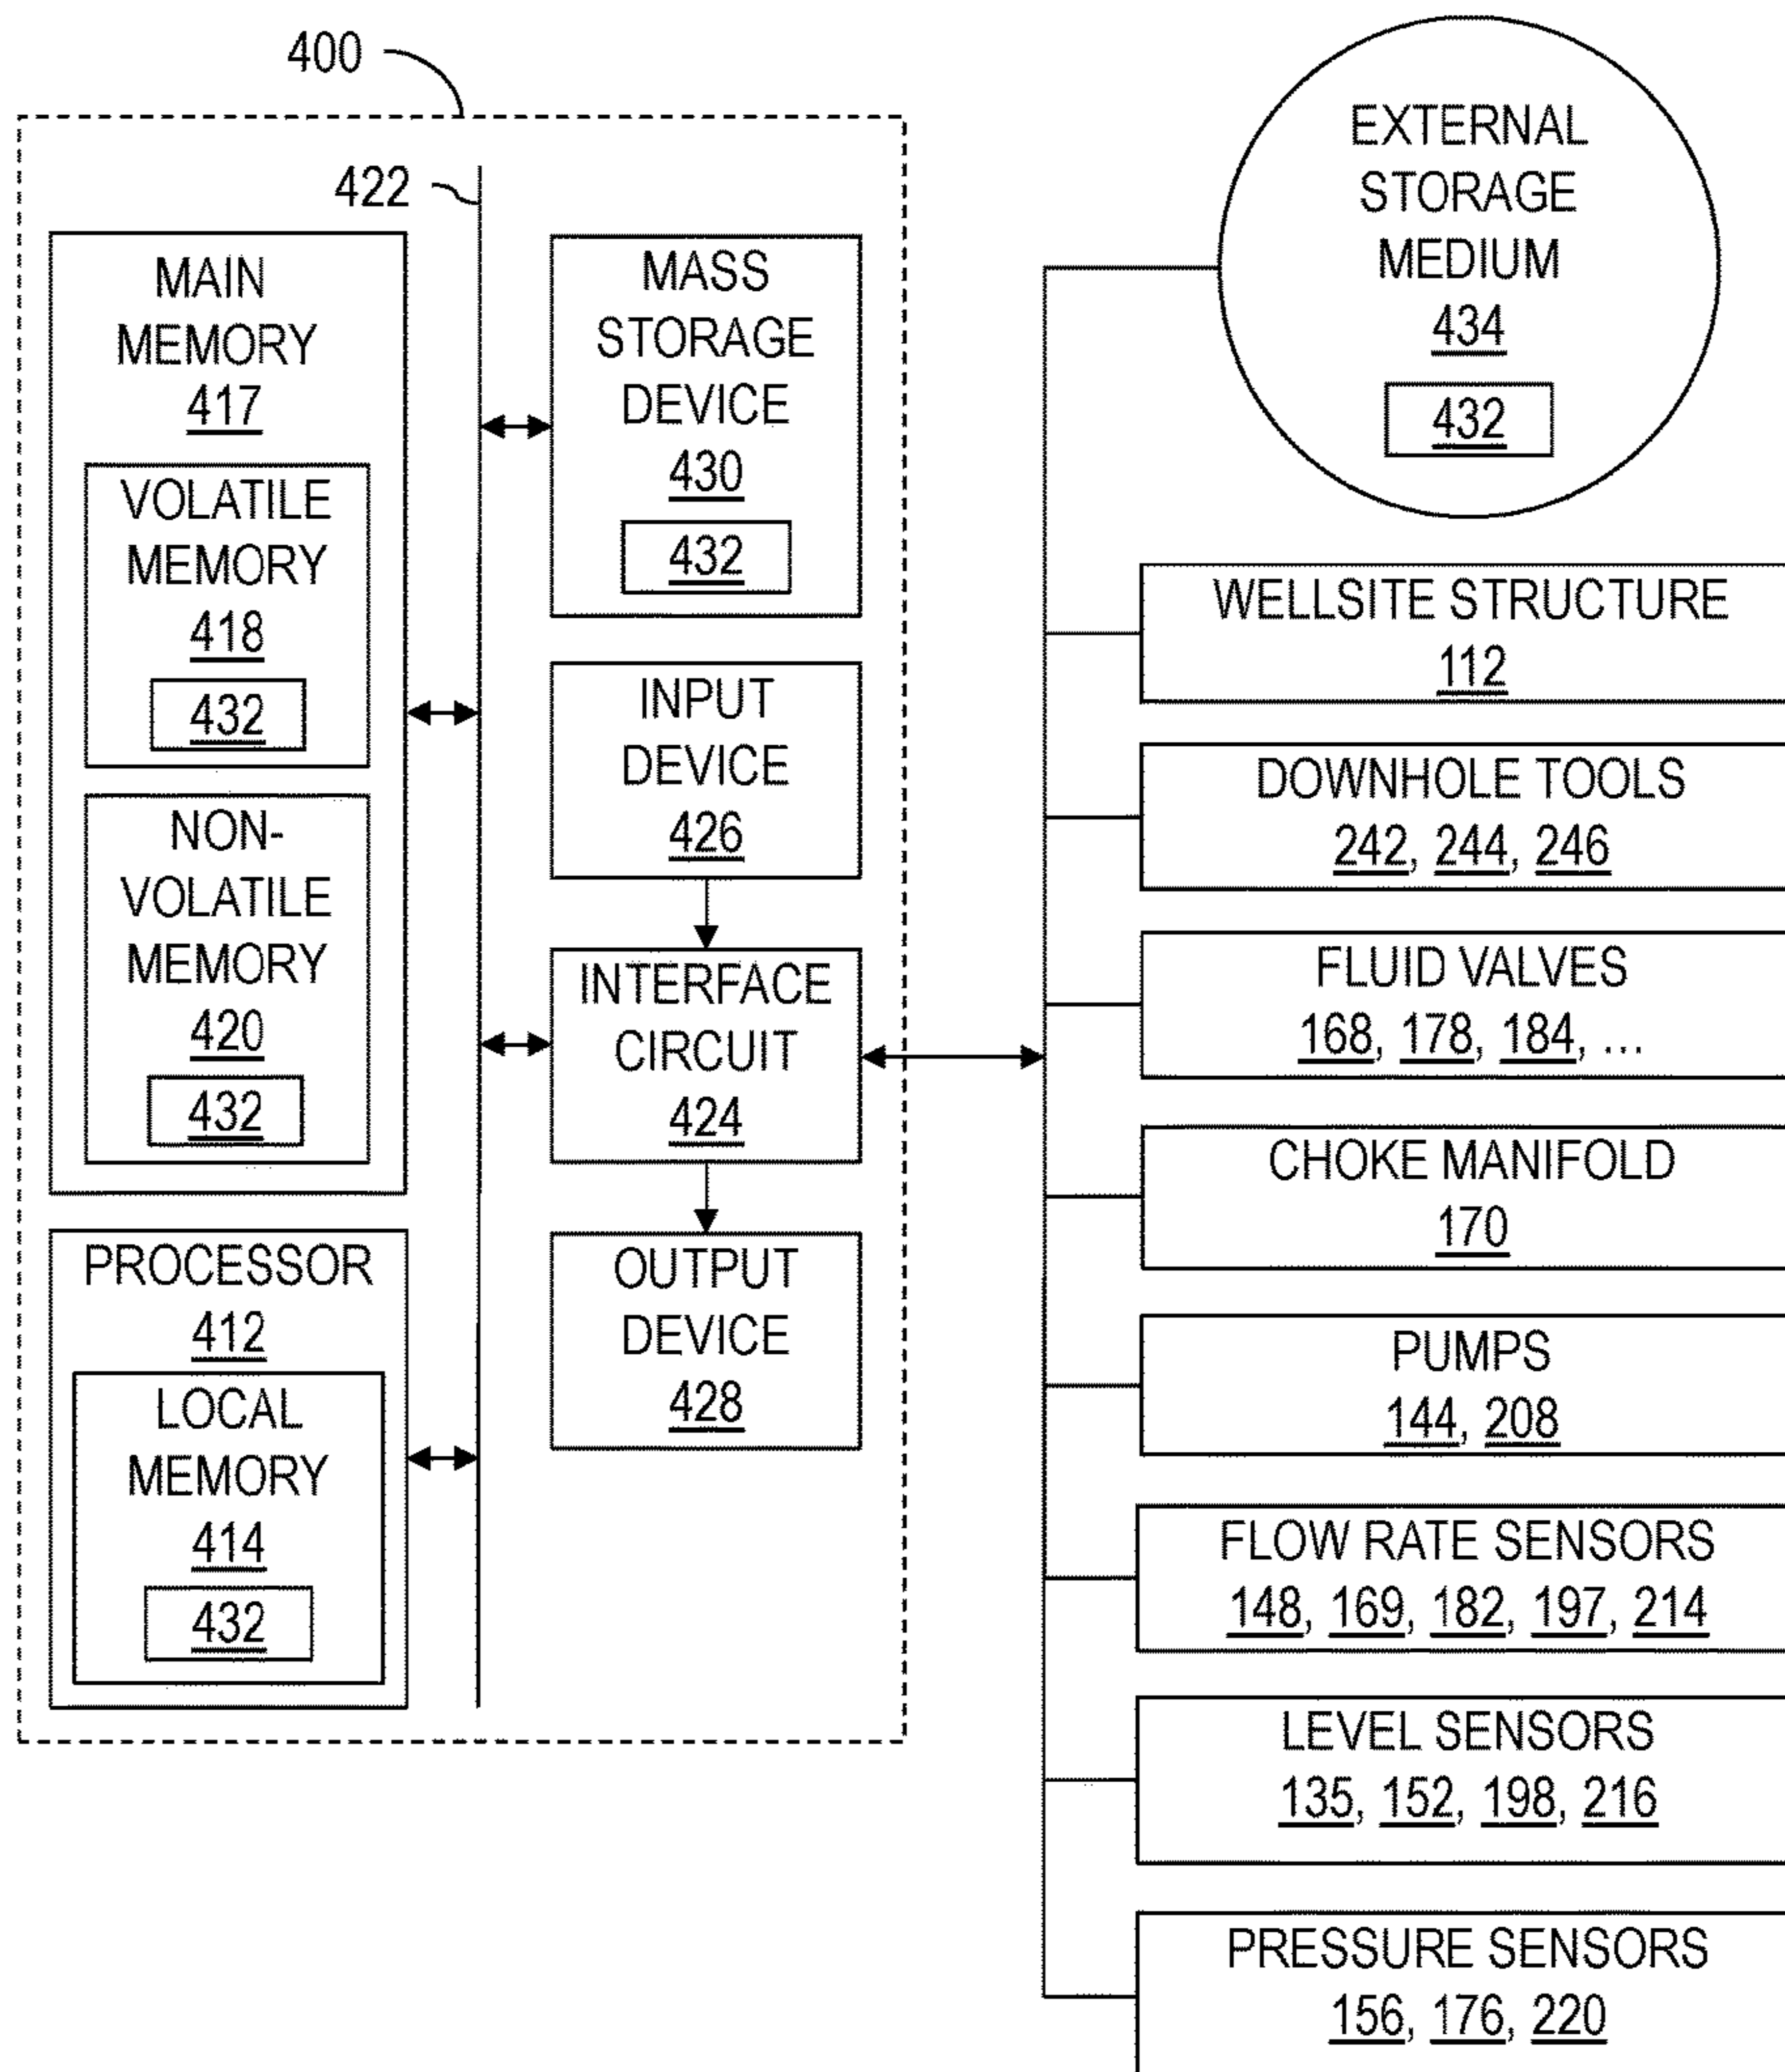 400
422
MAIN
MEMORY
417
VOLATILE
MEMORY
418
432
NON-
VOLATILE
MEMORY
420
432
PROCESSOR
412
LOCAL
MEMORY
414
432
MASS
STORAGE
DEVICE
430
432
INPUT
DEVICE
426
INTERFACE
CIRCUIT
424
OUTPUT
DEVICE
428
EXTERNAL
STORAGE
MEDIUM
434
432
WELLSITE STRUCTURE
112
DOWNHOLE TOOLS
242, 244, 246
FLUID VALVES
168, 178, 184, ...
CHOKE MANIFOLD
170
PUMPS
144, 208
FLOW RATE SENSORS
148, 169, 182, 197, 214
LEVEL SENSORS
135, 152, 198, 216
PRESSURE SENSORS
156, 176, 220